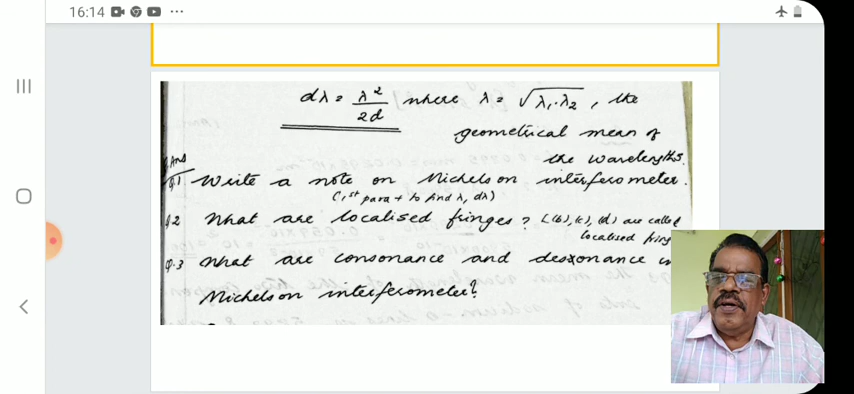 16:14
dλ = λ²/2d where λ = √λ₁.λ₂, the
geometrical mean of
the wavelengths.
Ans
Q.1 Write a note on Michelson interferometer.
(1st para + to find λ, dλ)
Q.2 What are localised fringes? (b), (c), (d) are called
localised fring
Q.3 What are consonance and dissonance in
Michelson interferometer?